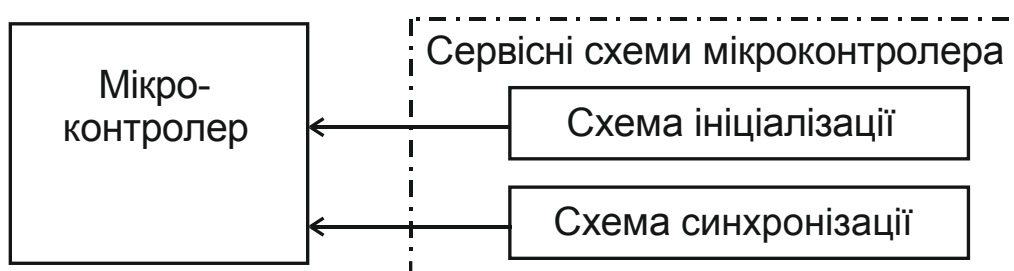 Мікро-
контролер
Сервісні схеми мікроконтролера
Схема ініціалізації
Схема синхронізації